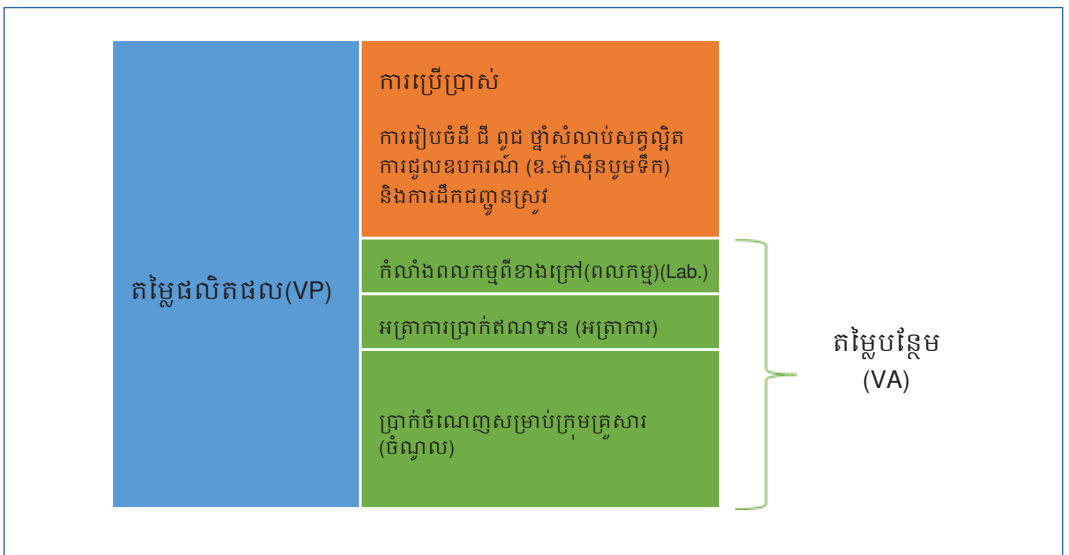 តម្លៃផលិតផល(VP)
ការប្រើប្រាស់
ការរៀបចំដី ជី ពូជ ថ្នាំសំលាប់សត្វល្អិត
ការជួលឧបករណ៍ (ឧ.ម៉ាស៊ីនបូមទឹក)
និងការដឹកជញ្ជូនស្រូវ
កំលាំងពលកម្មពីខាងក្រៅ(ពលកម្ម)(Lab.)
អត្រាការប្រាក់ឥណទាន (អត្រាការ)
ប្រាក់ចំណេញសម្រាប់ក្រុមគ្រួសារ
(ចំណូល)
តម្លៃបន្ថែម
(VA)